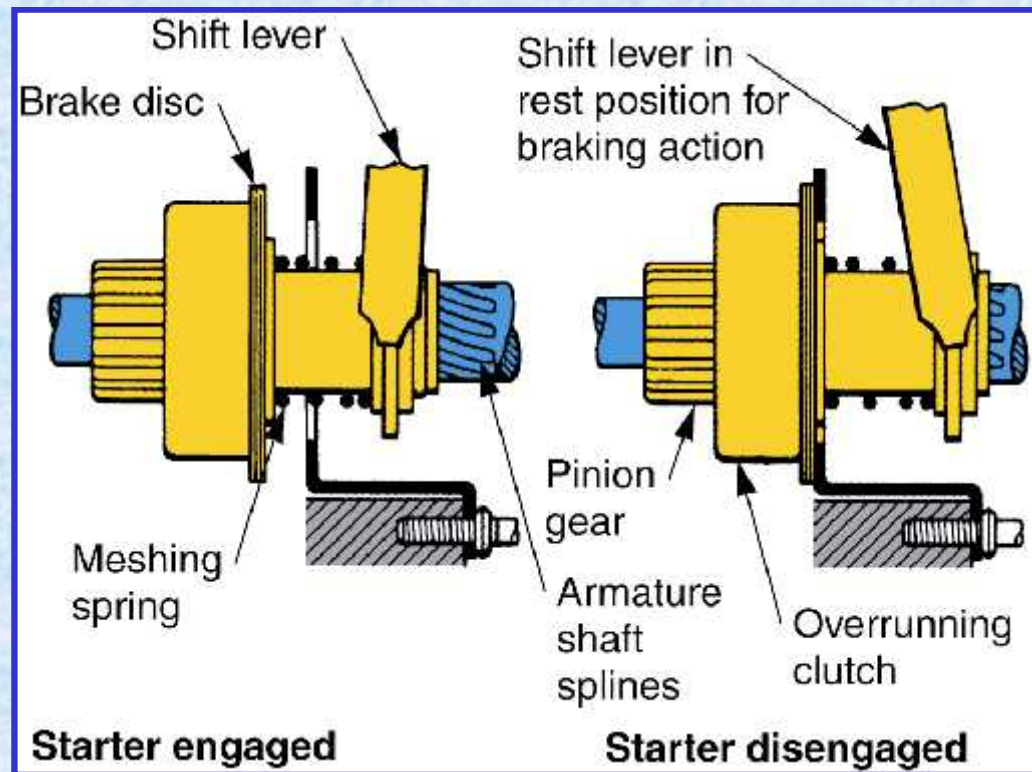 Shift lever
Brake disc
Shift lever in
rest position for
braking action
Meshing
spring
Pinion
gear
Armature
shaft
splines
Overrunning
clutch
Starter engaged
Starter disengaged